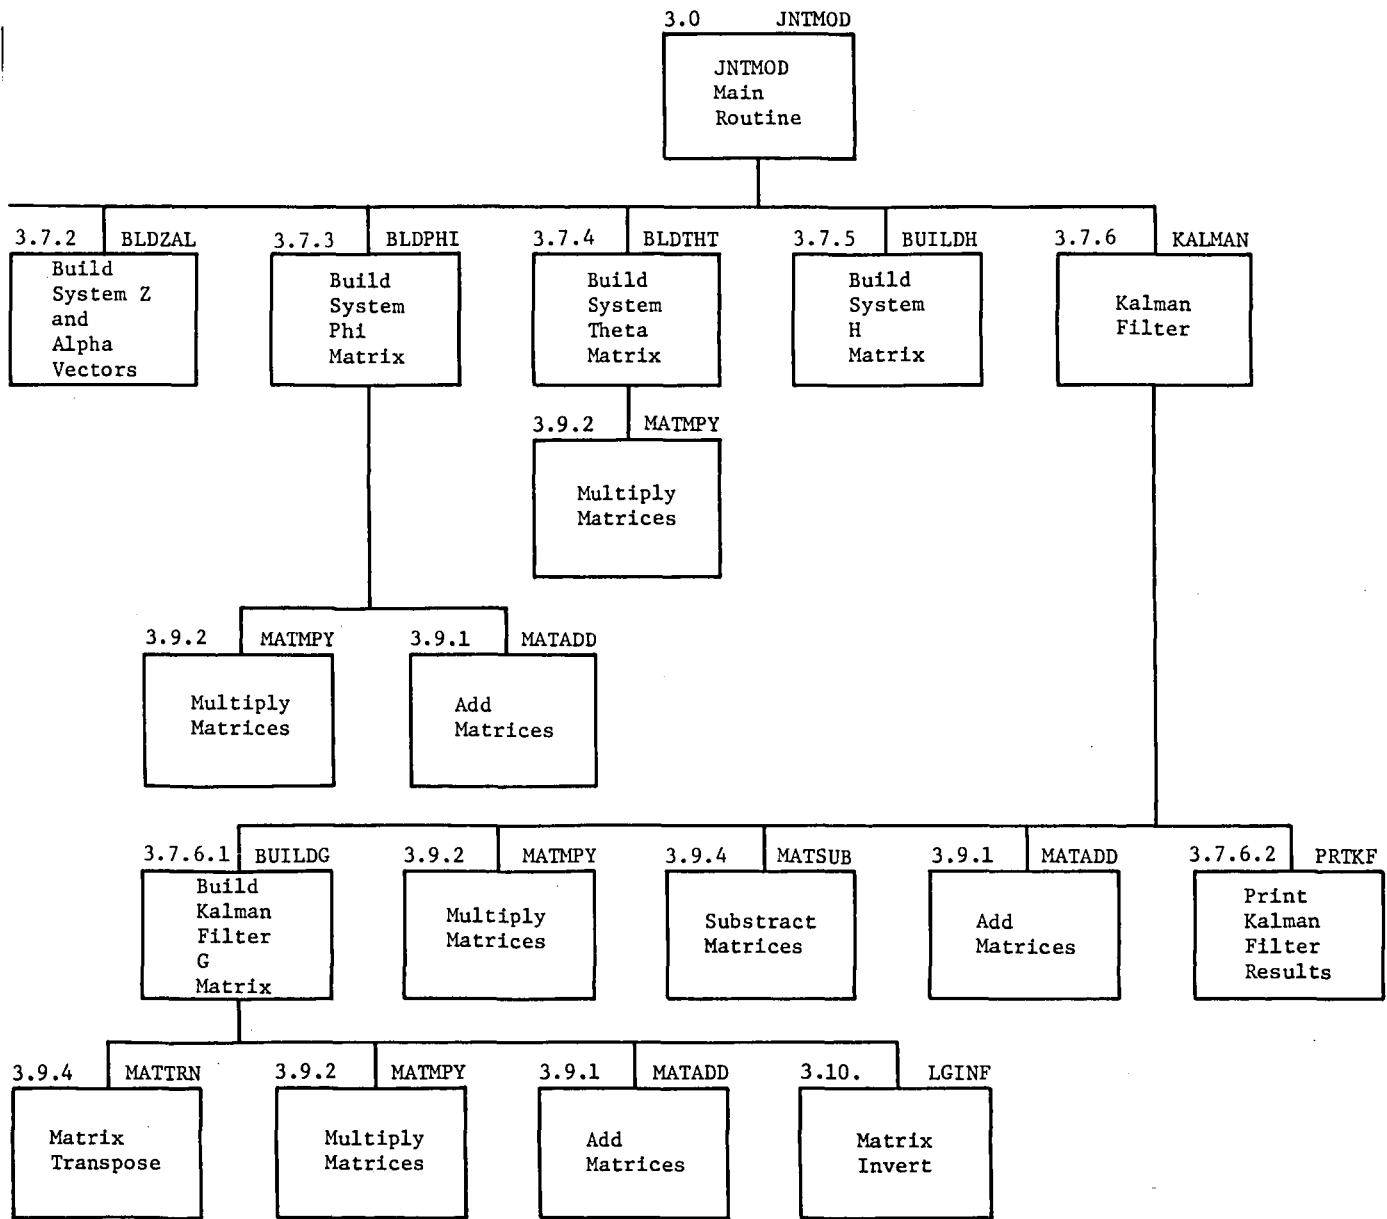 3.0 JNTMOD
JNTMOD
Main
Routine
3.7.2 BLDZAL
Build
System Z
and
Alpha
Vectors
3.7.3 BLDPHI
Build
System
Phi
Matrix
3.7.4 BLDTHT
Build
System
Theta
Matrix
3.7.5 BUILDH
Build
System
H
Matrix
3.7.6 KALMAN
Kalman
Filter
3.9.2 MATMPY
Multiply
Matrices
3.9.2 MATMPY
Multiply
Matrices
3.9.1 MATADD
Add
Matrices
3.7.6.1 BUILDG
Build
Kalman
Filter
G
Matrix
3.9.2 MATMPY
Multiply
Matrices
3.9.4 MATSUB
Substract
Matrices
3.9.1 MATADD
Add
Matrices
3.7.6.2 PRTKF
Print
Kalman
Filter
Results
3.9.4 MATTRN
Matrix
Transpose
3.9.2 MATMPY
Multiply
Matrices
3.9.1 MATADD
Add
Matrices
3.10. LGINF
Matrix
Invert